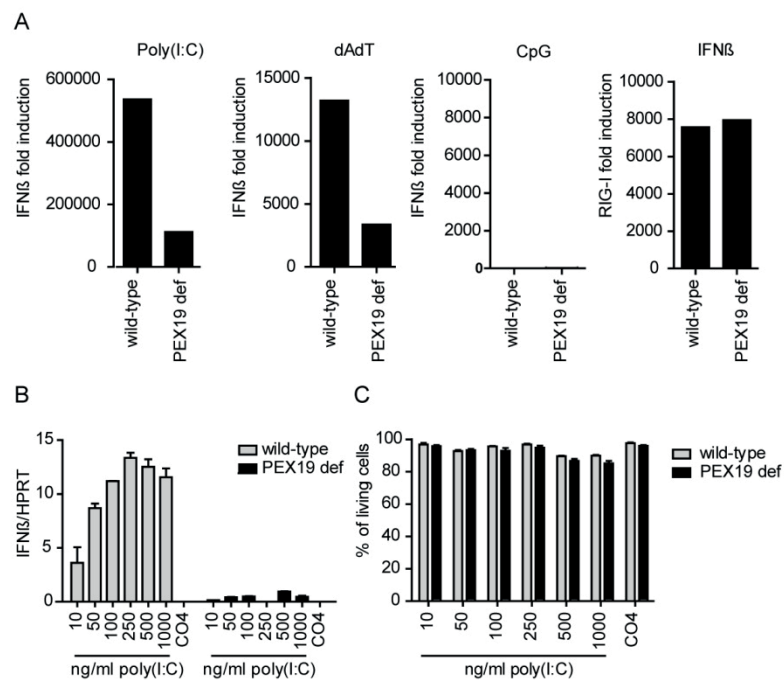 A
Poly(I:C)
dAdT
CpG
IFNß
IFNß fold induction
600000
400000
200000
0
wild-type
PEX19 def
IFNß fold induction
15000
10000
5000
0
wild-type
PEX19 def
IFNß fold induction
10000
8000
6000
4000
2000
0
wild-type
PEX19 def
RIG-I fold induction
10000
8000
6000
4000
2000
0
wild-type
PEX19 def
B
IFNß/HPRT
15
10
5
0
wild-type
PEX19 def
10
50
100
250
500
1000
CO4
10
50
100
250
500
1000
CO4
ng/ml poly(I:C)
ng/ml poly(I:C)
C
% of living cells
100
80
60
40
20
0
wild-type
PEX19 def
10
50
100
250
500
1000
CO4
ng/ml poly(I:C)